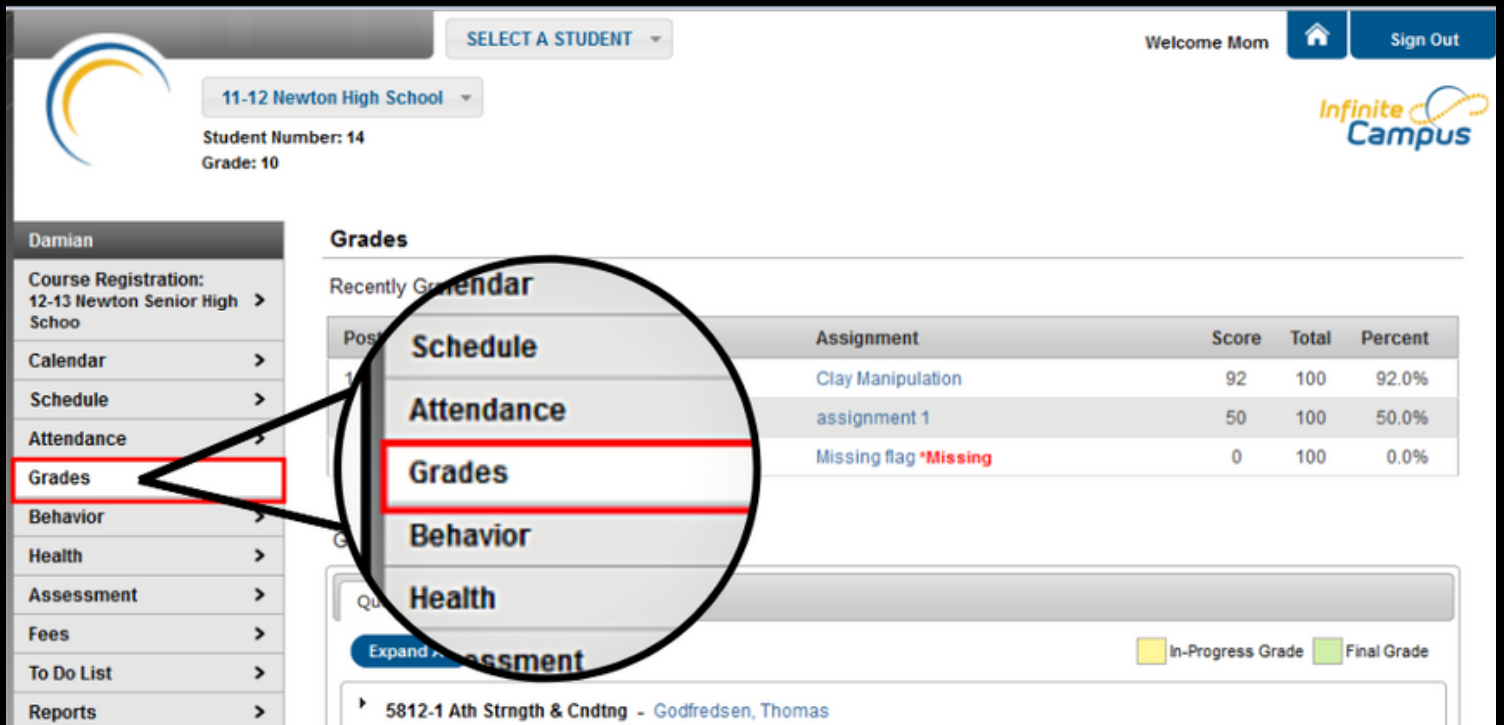 SELECT A STUDENT
Welcome Mom
Sign Out
11-12 Newton High School
Infinite
Campus
Student Number: 14
Grade: 10
Damian
Course Registration:
12-13 Newton Senior High
Schoo
Calendar
Schedule
Attendance
Grades
Behavior
Health
Assessment
Fees
To Do List
Reports
Grades
Recently
Assignment Score Total Percent
Clay Manipulation 92 100 92.0%
assignment 1 50 100 50.0%
Missing flag *Missing 0 100 0.0%
Schedule
Attendance
Grades
Behavior
Health
Expand
In-Progress Grade Final Grade
5812-1 Ath Strngth & Cndtng - Godfredsen, Thomas